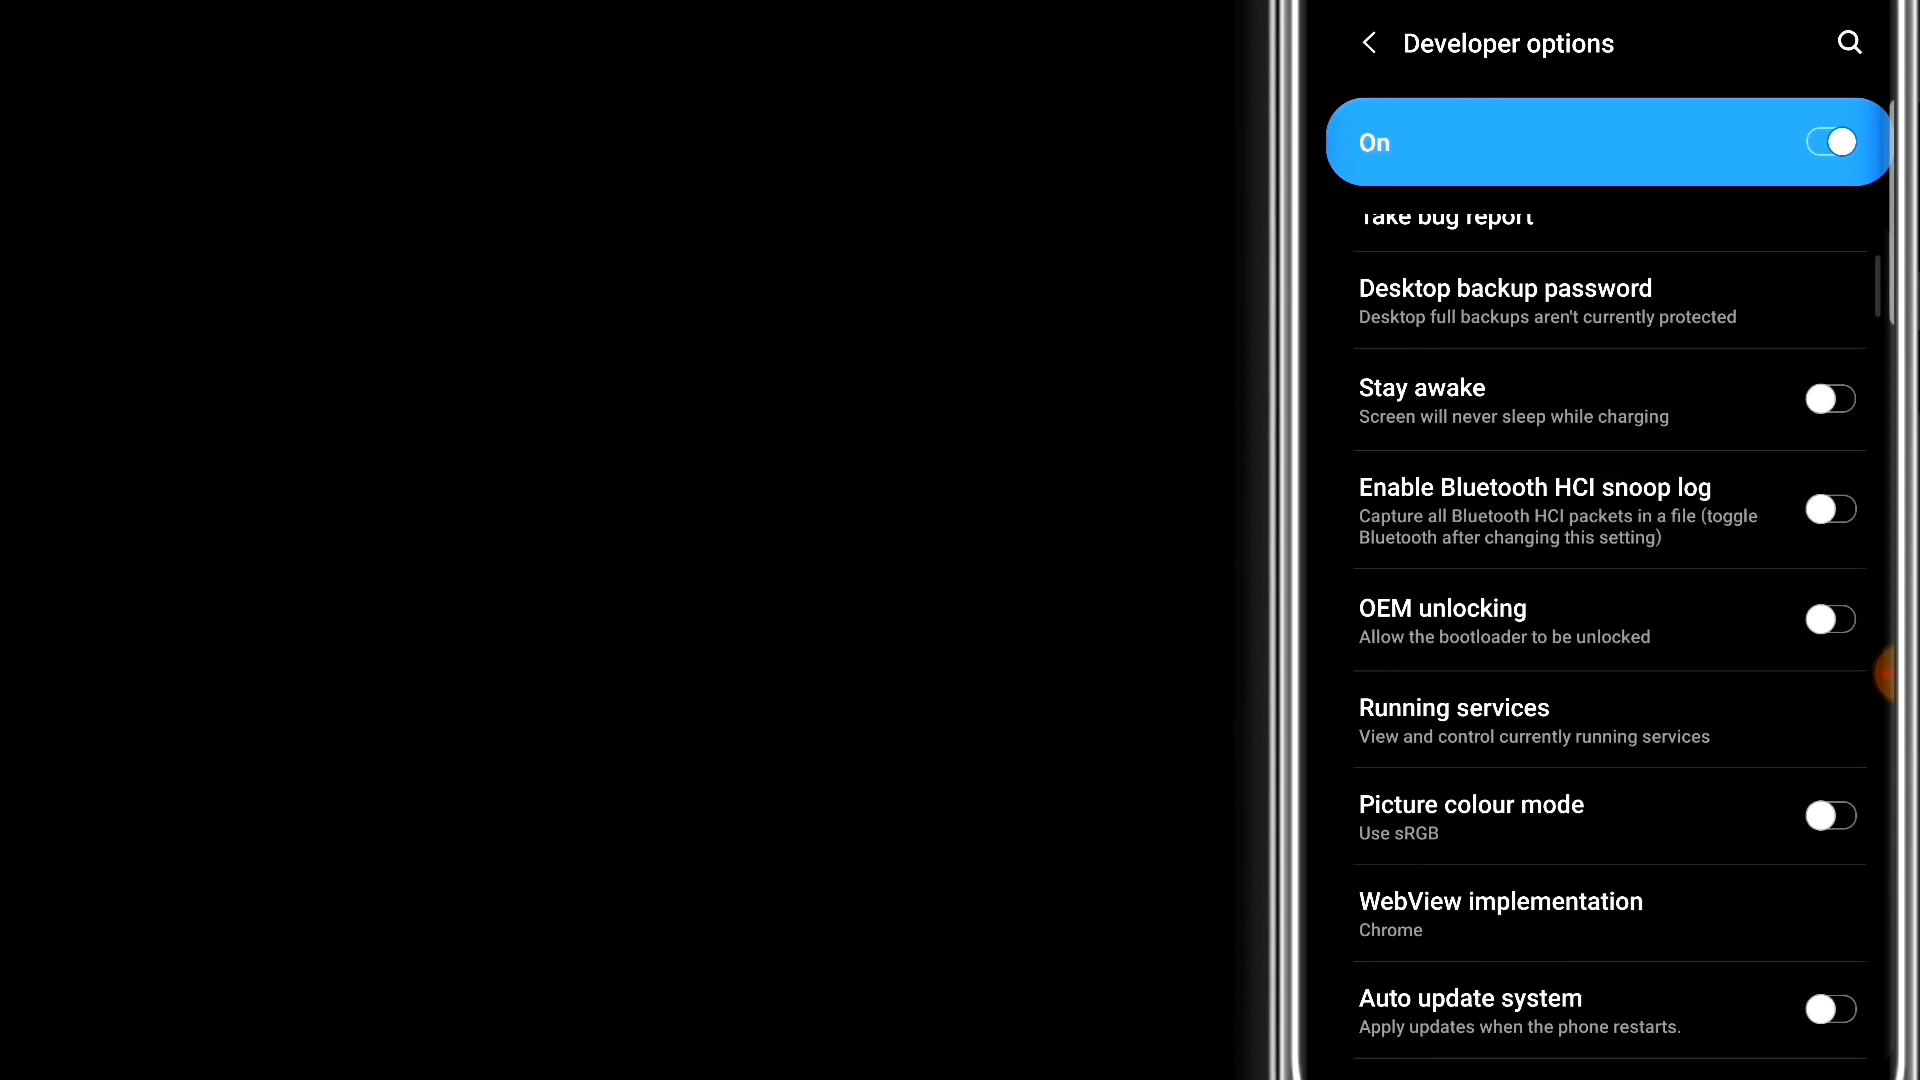 Developer options
On
Take bug report
Desktop backup password
Desktop full backups aren't currently protected
Stay awake
Screen will never sleep while charging
Enable Bluetooth HCI snoop log
Capture all Bluetooth HCI packets in a file (toggle
Bluetooth after changing this setting)
OEM unlocking
Allow the bootloader to be unlocked
Running services
View and control currently running services
Picture colour mode
Use sRGB
WebView implementation
Chrome
Auto update system
Apply updates when the phone restarts.